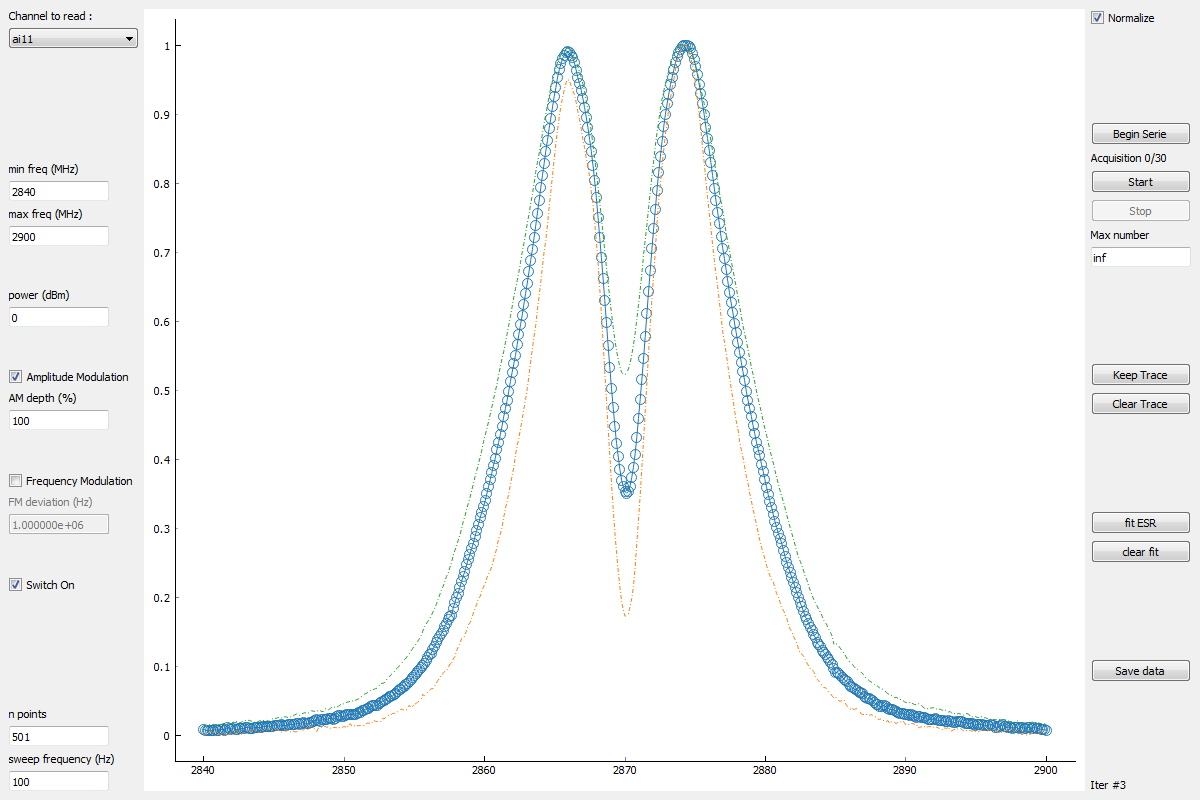 Channel to read :
ai11
min freq (MHz)
2840
max freq (MHz)
2900
power (dBm)
0
Amplitude Modulation
AM depth (%)
100
Frequency Modulation
FM deviation (Hz)
1.000000e+06
Switch On
n points
501
sweep frequency (Hz)
100
1
0.9
0.8
0.7
0.6
0.5
0.4
0.3
0.2
0.1
0
2840 2850 2860 2870 2880 2890 2900
Normalize
Begin Serie
Acquisition 0/30
Start
Stop
Max number
inf
Keep Trace
Clear Trace
fit ESR
clear fit
Save data
Iter #3